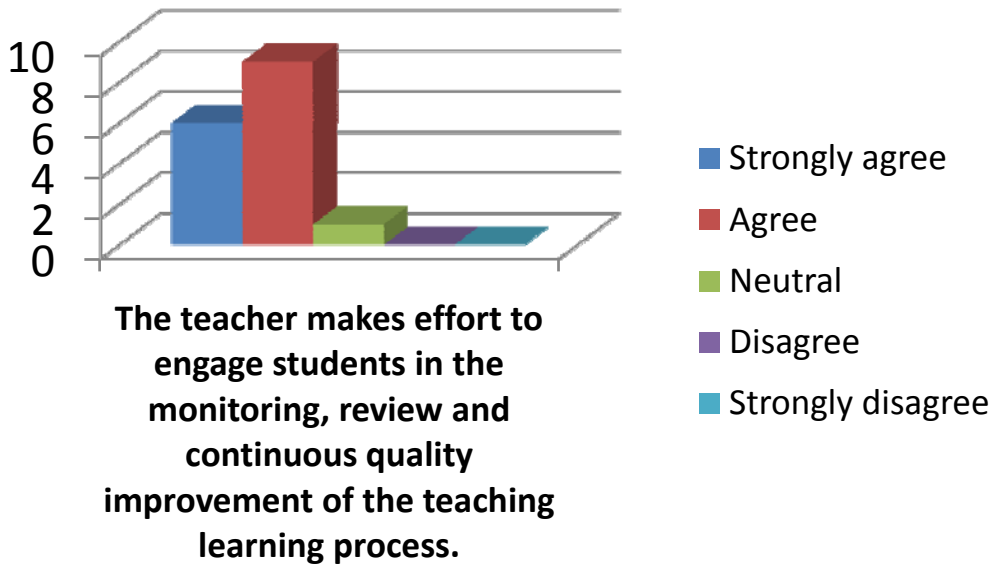 10
8
6
4
2
0
The teacher makes effort to
engage students in the
monitoring, review and
continuous quality
improvement of the teaching
learning process.
Strongly agree
Agree
Neutral
Disagree
Strongly disagree